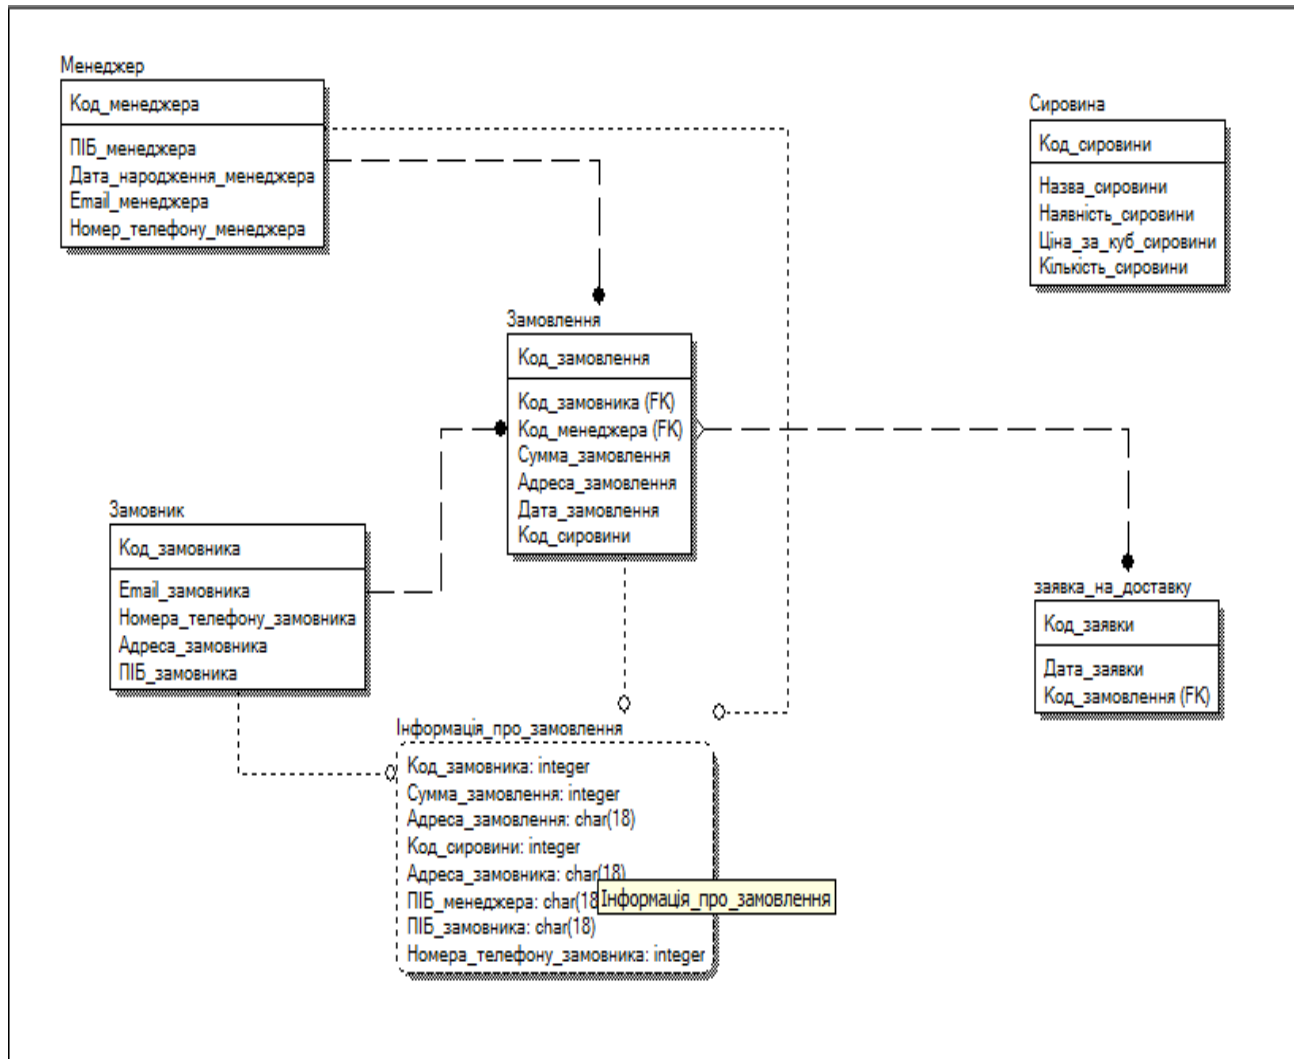 Менеджер
Код_менеджера
ПІБ_менеджера
Дата_народження_менеджера
Email_менеджера
Номер_телефону_менеджера
Сировина
Код_сировини
Назва_сировини
Наявність_сировини
Ціна_за_куб_сировини
Кількість_сировини
Замовлення
Код_замовлення
Код_замовника (FK)
Код_менеджера (FK)
Сумма_замовлення
Адреса_замовлення
Дата_замовлення
Код_сировини
Замовник
Код_замовника
Email_замовника
Номера_телефону_замовника
Адреса_замовника
ПІБ_замовника
заявка_на_доставку
Код_заявки
Дата_заявки
Код_замовлення (FK)
Інформація_про_замовлення
Код_замовника: integer
Сумма_замовлення: integer
Адреса_замовлення: char(18)
Код_сировини: integer
Адреса_замовника: char(18)
ПІБ_менеджера: char(18
Інформація_про_замовлення
ПІБ_замовника: char(18)
Номера_телефону_замовника: integer